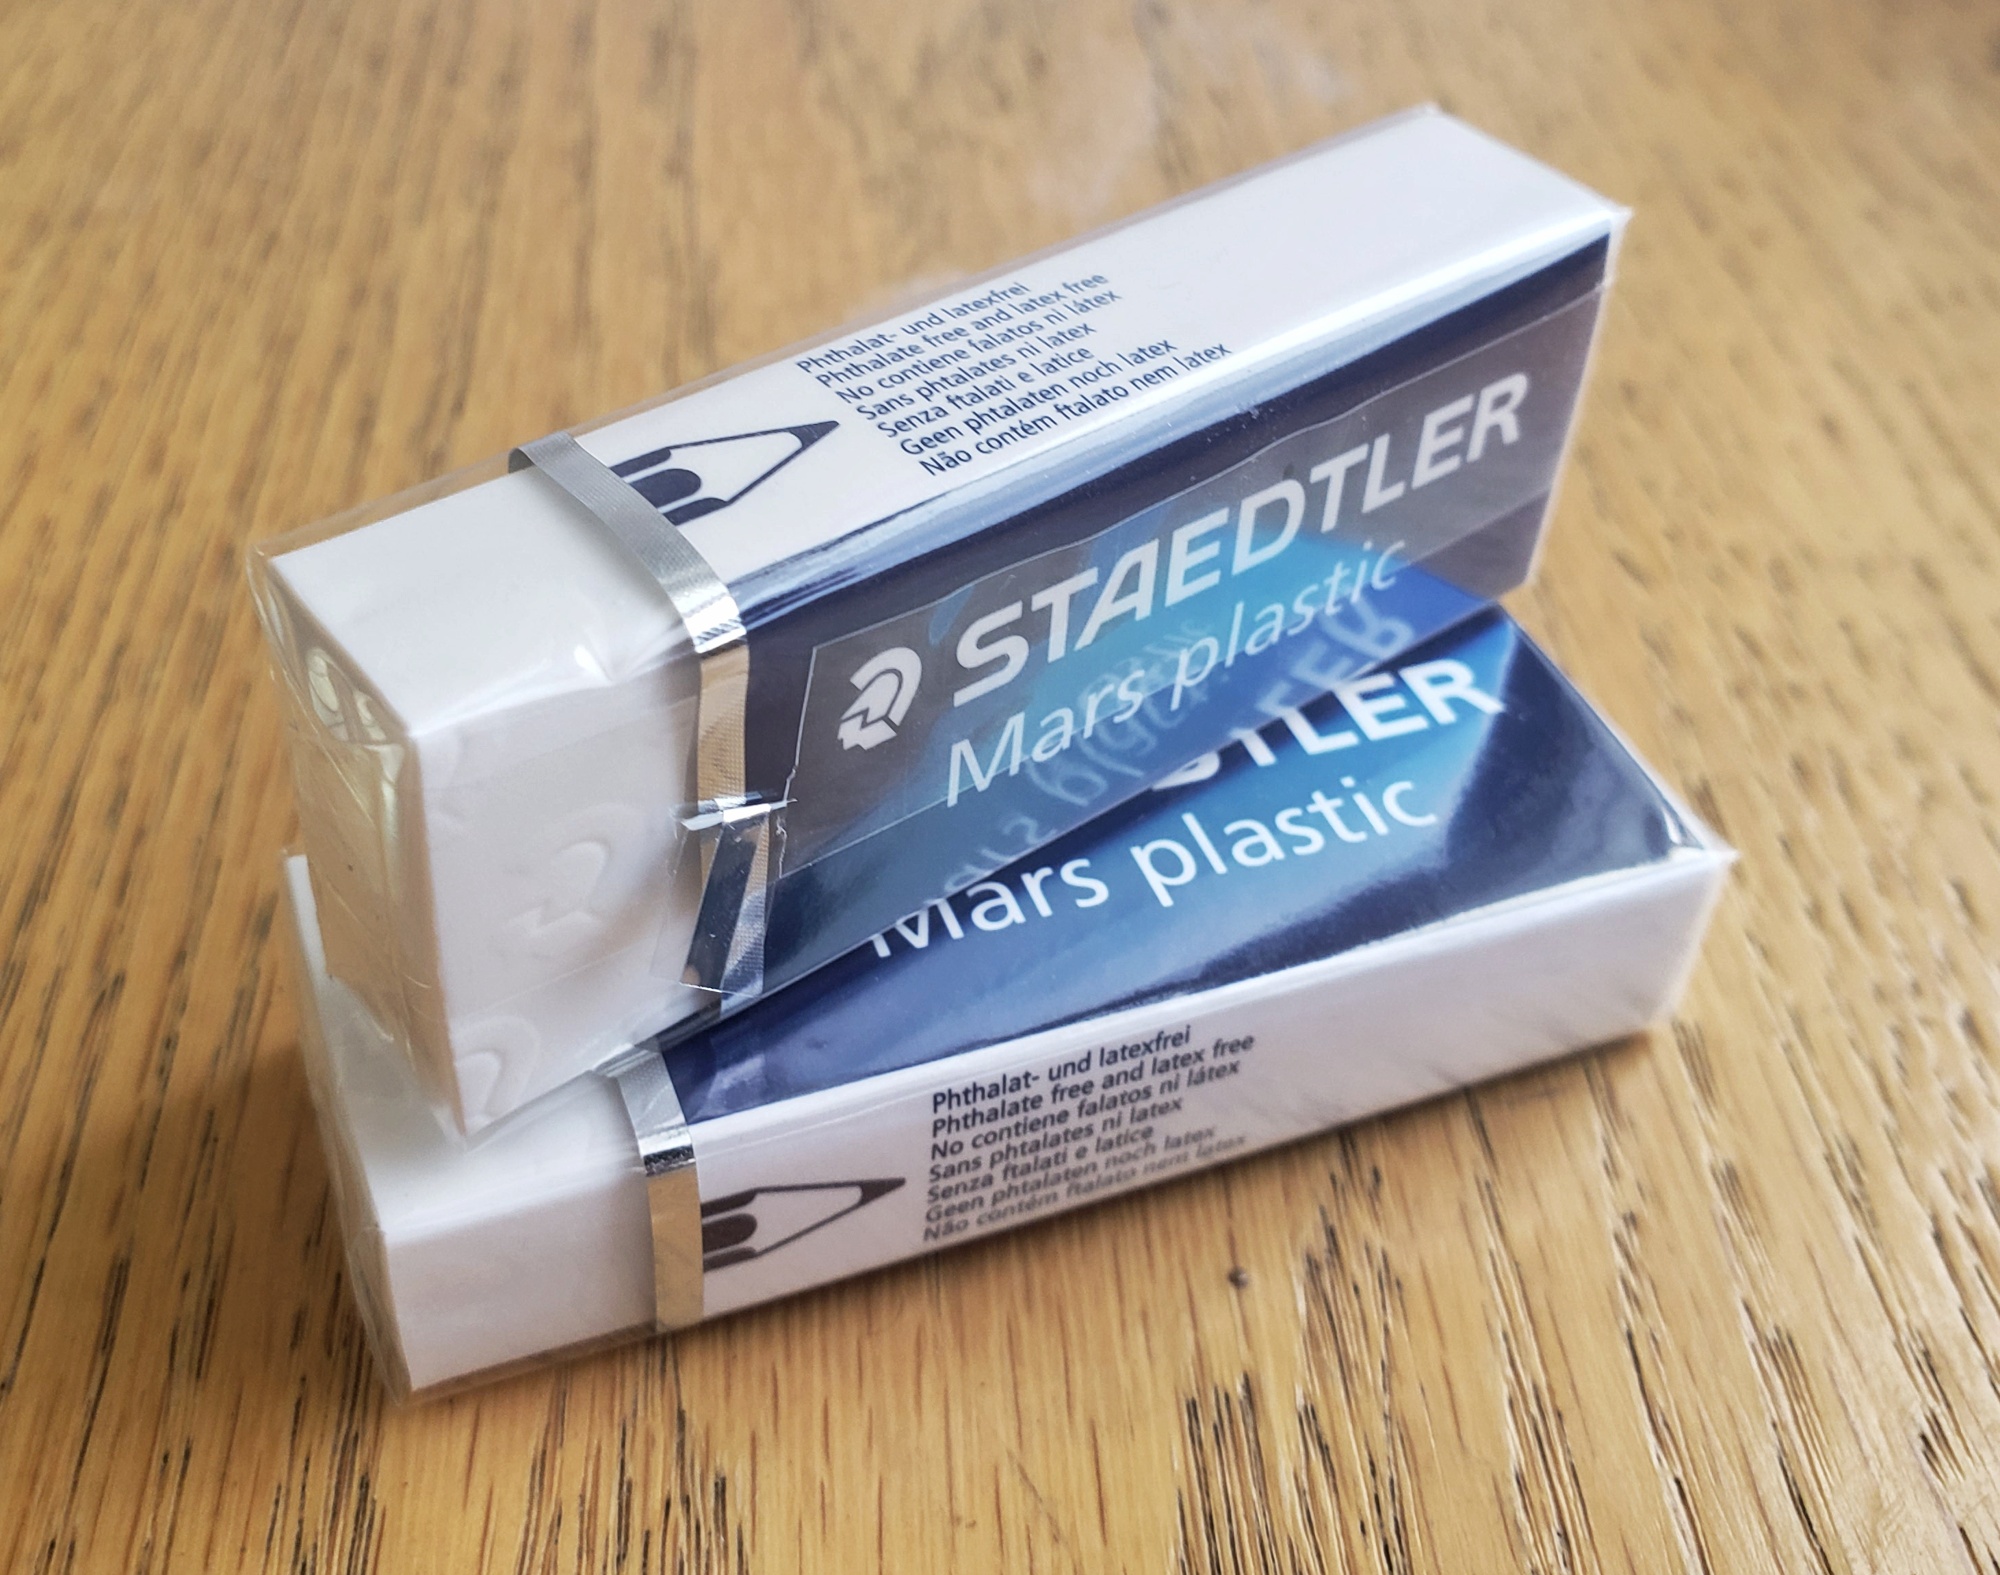 Phthalat- und latexfrei
Phthalate free and latex free
No contiene falatos ni látex
Sans phtalates ni latex
Senza ftalati e latice
Geen phtalaten noch latex
Não contém ftalato nem latex
STAEDTLER
Mars plastic
TLER
Mars plastic
Phthalat- und latexfrei
Phthalate free and latex free
No contiene falatos ni látex
Sans phtalates ni latex
Senza ftalati e latice
Geen phtalaten noch latex
Não contém ftalato nem latex